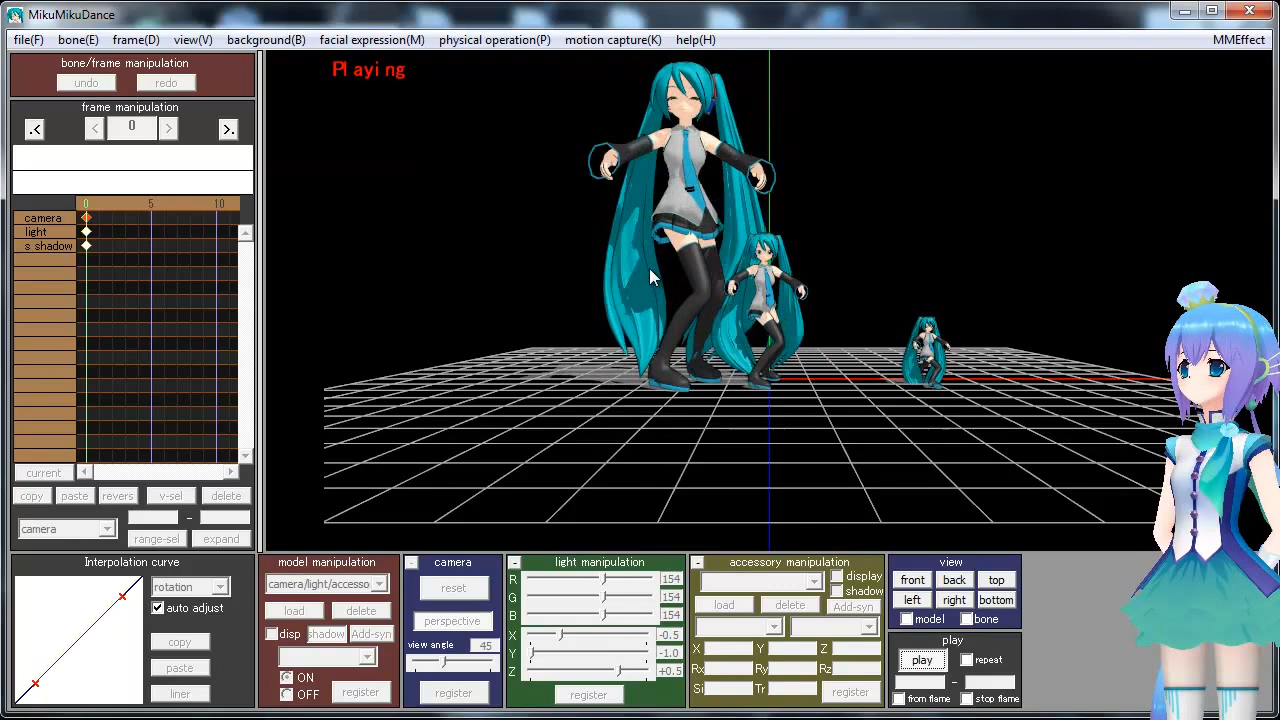 MikuMikuDance
file(F) bone(E) frame(D) view(V) background(B) facial expression(M) physical operation(P) motion capture(K) help(H) MMEffect
bone/frame manipulation
undo redo
frame manipulation
.< < 0 > >.
Playing
0 5 10
camera
light
s shadow
current
copy paste revers v-sel delete
camera -
range-sel expand
Interpolation curve
rotation
auto adjust
copy
paste
liner
model manipulation
camera/light/accesso
load delete
disp shadow Add-syn
ON
OFF register
- camera
reset
perspective
view angle 45
register
- light manipulation
R 154
G 154
B 154
X -0.5
Y -1.0
Z +0.5
register
- accessory manipulation
display
shadow
load delete Add-syn
X Y Z
Rx Ry Rz
Si Tr register
view
front back top
left right bottom
model bone
play
play repeat
-
from flame stop flame